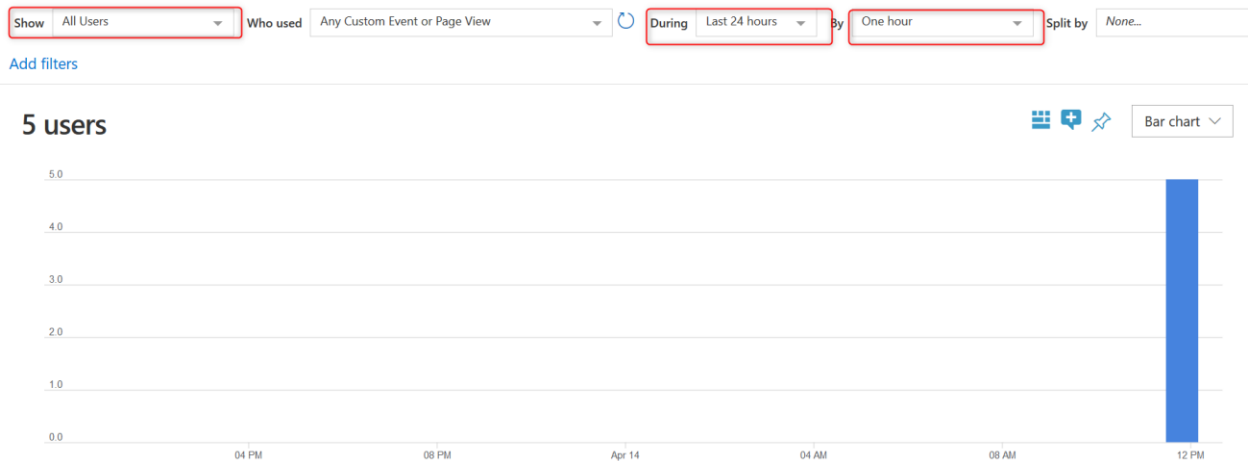 Show All Users Who used Any Custom Event or Page View During Last 24 hours By One hour Split by None...
Add filters
5 users
Bar chart
5.0
4.0
3.0
2.0
1.0
0.0
04 PM 08 PM Apr 14 04 AM 08 AM 12 PM